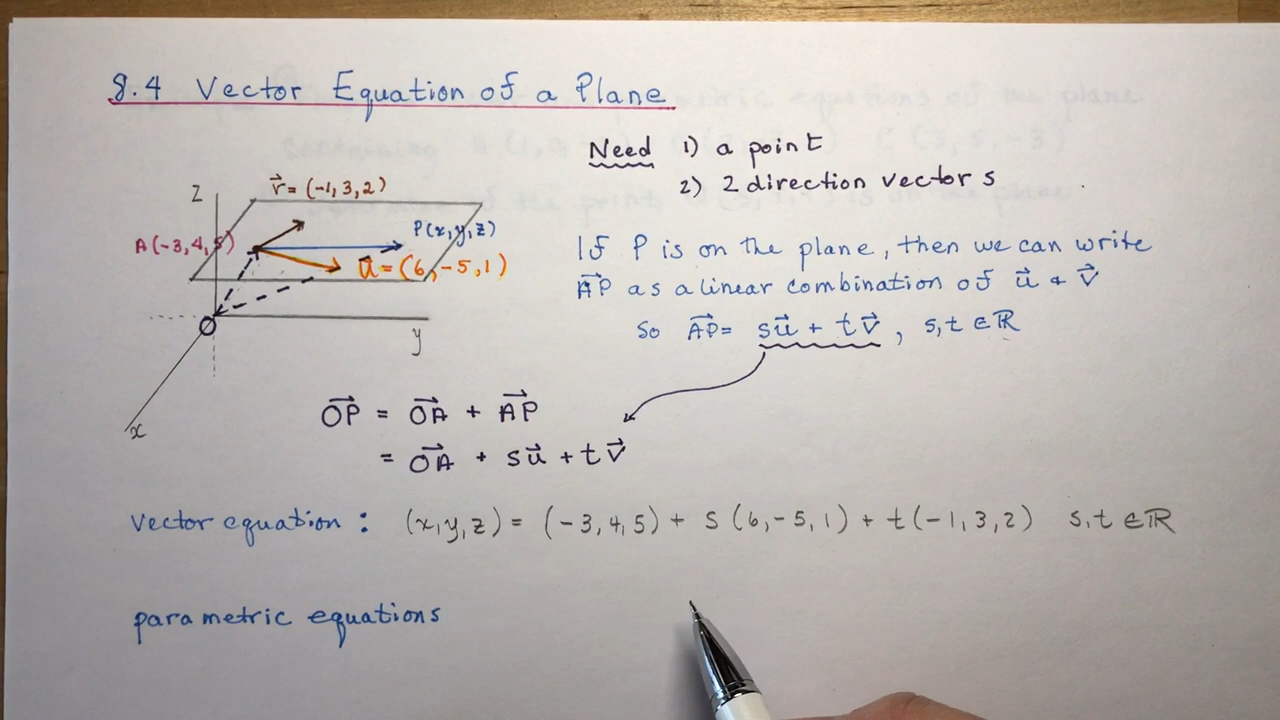 8.4 Vector Equation of a Plane
Need 1) a point
2) 2 direction vectors
z
v⃗ = (-1, 3, 2)
A(-3, 4, 5)
P(x, y, z)
u⃗ = (6, -5, 1)
O
y
x
If P is on the plane, then we can write
AP⃗ as a linear combination of u⃗ & v⃗
So AP⃗ = su⃗ + tv⃗ , s,t ∈ ℝ
OP⃗ = OA⃗ + AP⃗
= OA⃗ + su⃗ + tv⃗
vector equation : (x,y,z) = (-3,4,5) + s(6,-5,1) + t(-1,3,2) s,t ∈ ℝ
parametric equations